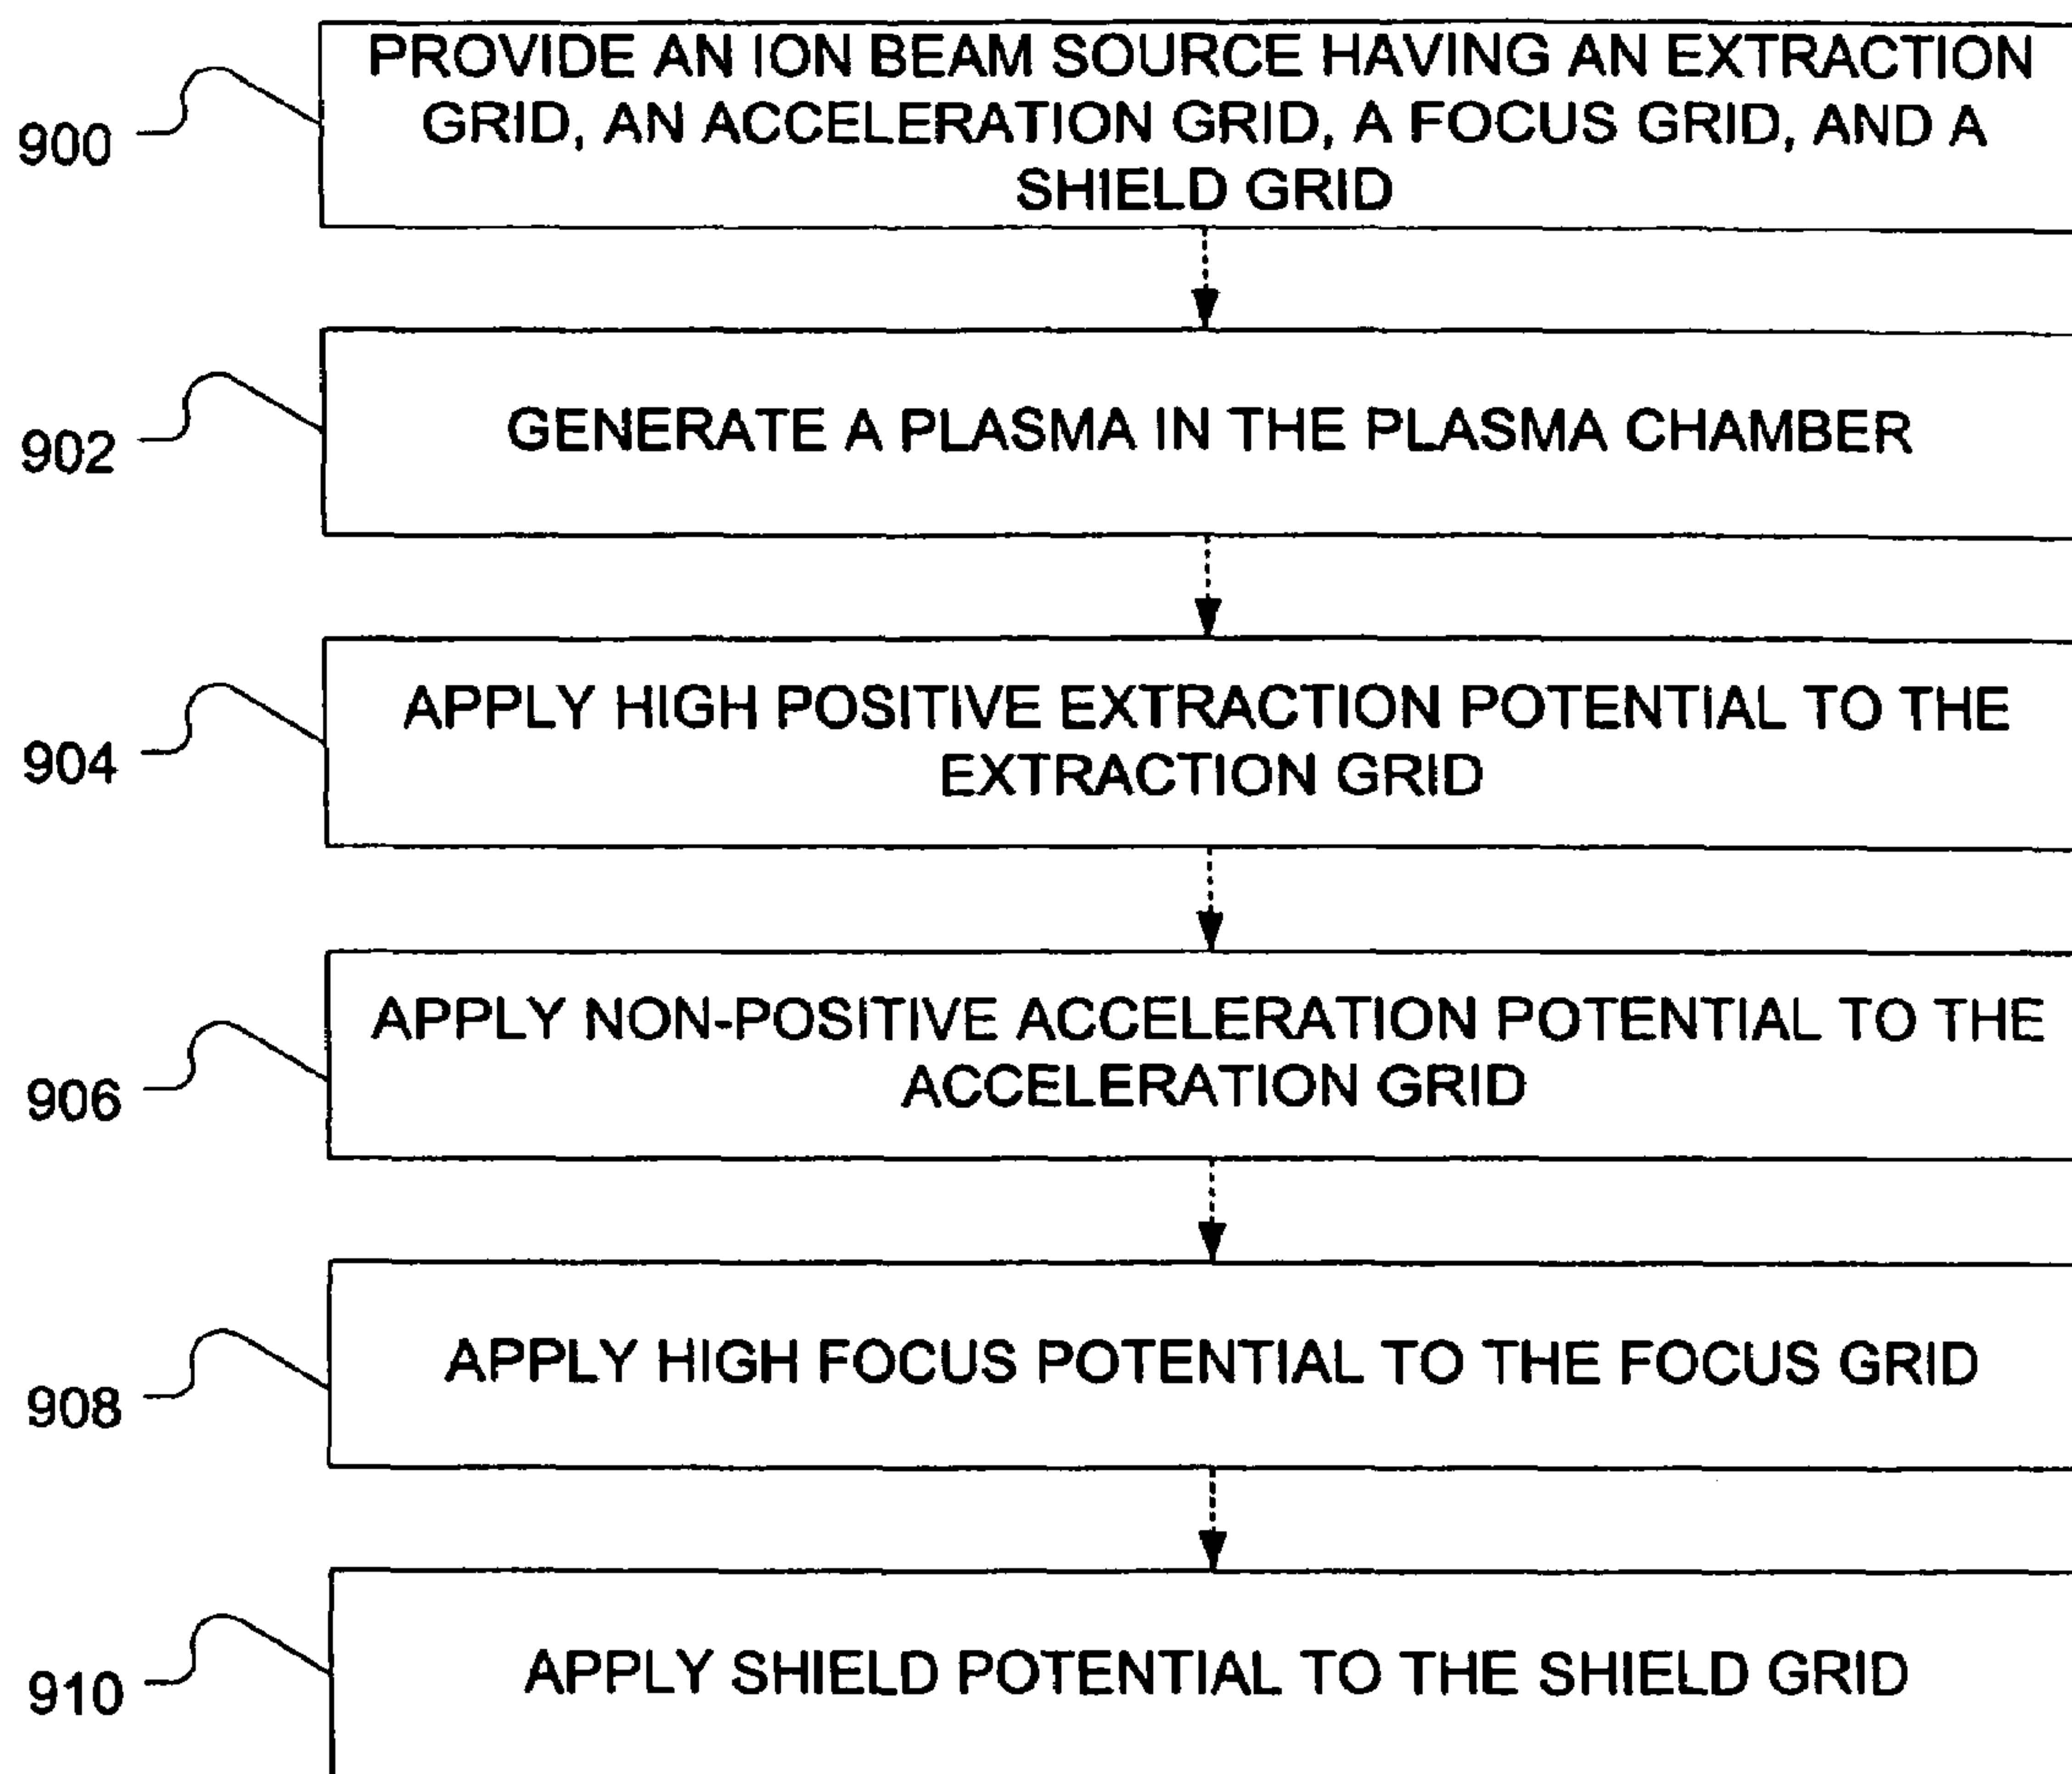 PROVIDE AN ION BEAM SOURCE HAVING AN EXTRACTION
GRID, AN ACCELERATION GRID, A FOCUS GRID, AND A
SHIELD GRID
900
GENERATE A PLASMA IN THE PLASMA CHAMBER
902
APPLY HIGH POSITIVE EXTRACTION POTENTIAL TO THE
EXTRACTION GRID
904
APPLY NON-POSITIVE ACCELERATION POTENTIAL TO THE
ACCELERATION GRID
906
APPLY HIGH FOCUS POTENTIAL TO THE FOCUS GRID
908
APPLY SHIELD POTENTIAL TO THE SHIELD GRID
910